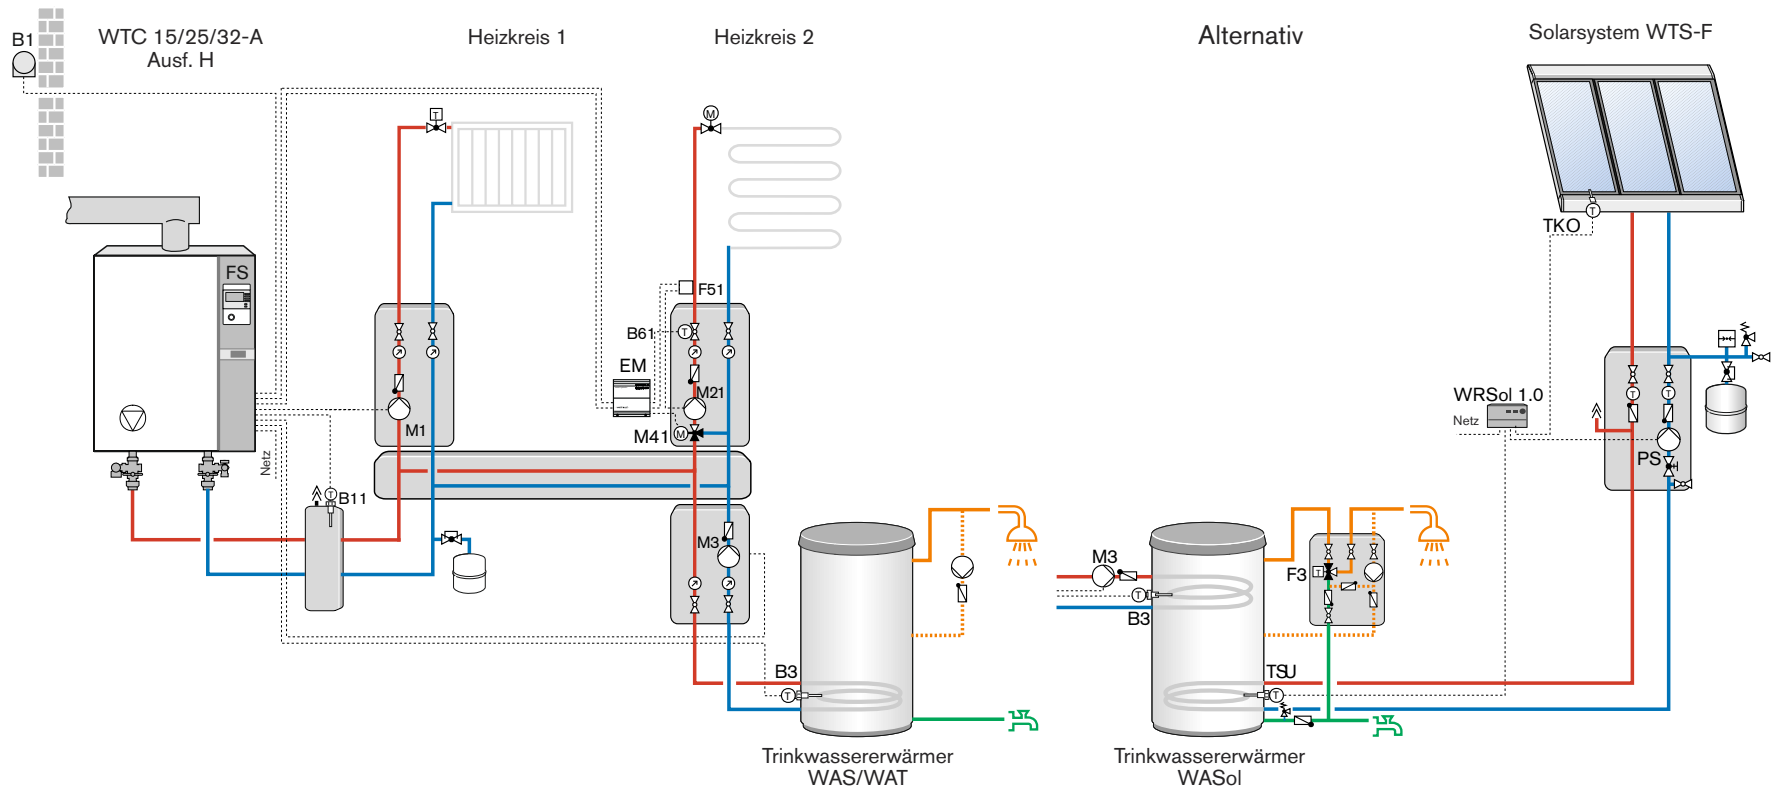 B1
WTC 15/25/32-A
Ausf. H
Heizkreis 1
Heizkreis 2
Alternativ
Solarsystem WTS-F
T
M
FS
TKO
T
F51
B61
T
EM
M21
M1
M41
M
WRSol 1.0
Netz
T
T
PS
Netz
T
B11
M3
M3
F3
T
T
B3
B3
T
TSU
T
Trinkwassererwärmer
WAS/WAT
Trinkwassererwärmer
WASol